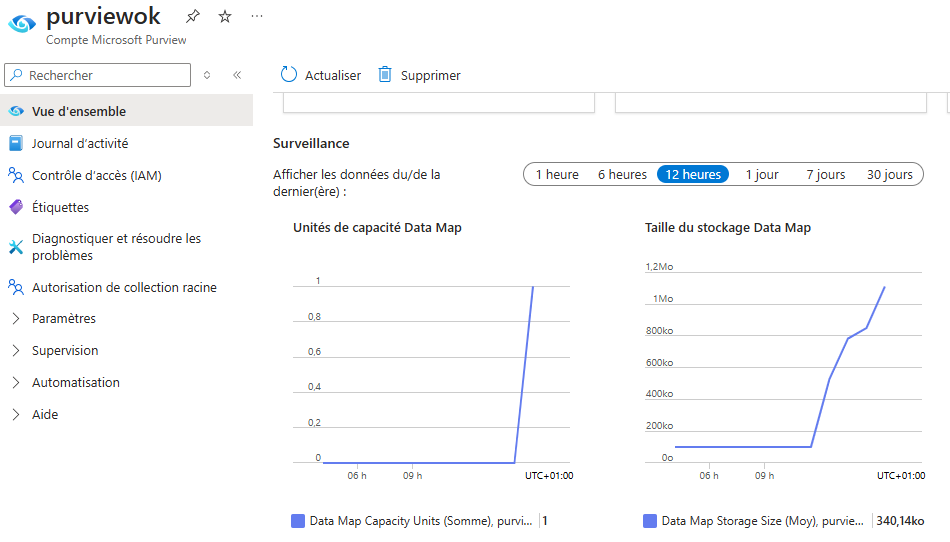 purviewok
Compte Microsoft Purview
Rechercher
Actualiser
Supprimer
Vue d'ensemble
Journal d'activité
Contrôle d'accès (IAM)
Étiquettes
Diagnostiquer et résoudre les
problèmes
Autorisation de collection racine
Paramètres
Supervision
Automatisation
Aide
Surveillance
Afficher les données du/de la
dernier(ère) :
1 heure
6 heures
12 heures
1 jour
7 jours
30 jours
Unités de capacité Data Map
1
0,8
0,6
0,4
0,2
0
06 h
09 h
UTC+01:00
Data Map Capacity Units (Somme), purvi...
1
Taille du stockage Data Map
1,2Mo
1Mo
800ko
600ko
400ko
200ko
0o
06 h
09 h
UTC+01:00
Data Map Storage Size (Moy), purvie...
340,14ko